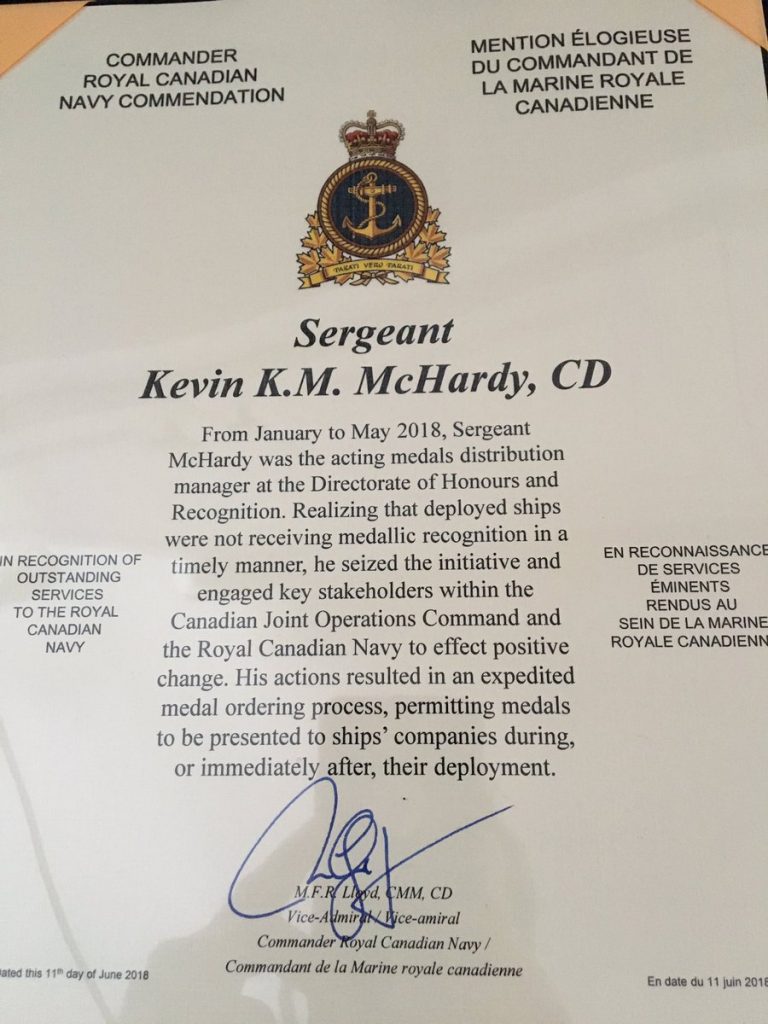 COMMANDER
ROYAL CANADIAN
NAVY COMMENDATION
MENTION ÉLOGIEUSE
DU COMMANDANT DE
LA MARINE ROYALE
CANADIENNE
PARATI VERO PARATI
Sergeant
Kevin K.M. McHardy, CD
From January to May 2018, Sergeant
McHardy was the acting medals distribution
manager at the Directorate of Honours and
Recognition. Realizing that deployed ships
were not receiving medallic recognition in a
timely manner, he seized the initiative and
engaged key stakeholders within the
Canadian Joint Operations Command and
the Royal Canadian Navy to effect positive
change. His actions resulted in an expedited
medal ordering process, permitting medals
to be presented to ships' companies during,
or immediately after, their deployment.
IN RECOGNITION OF
OUTSTANDING
SERVICES
TO THE ROYAL
CANADIAN
NAVY
EN RECONNAISSANCE
DE SERVICES
ÉMINENTS
RENDUS AU
SEIN DE LA MARINE
ROYALE CANADIENN
M.F.R. Lloyd, CMM, CD
Vice-Admiral / Vice-amiral
Commander Royal Canadian Navy /
Commandant de la Marine royale canadienne
ated this 11th day of June 2018
En date du 11 juin 2018